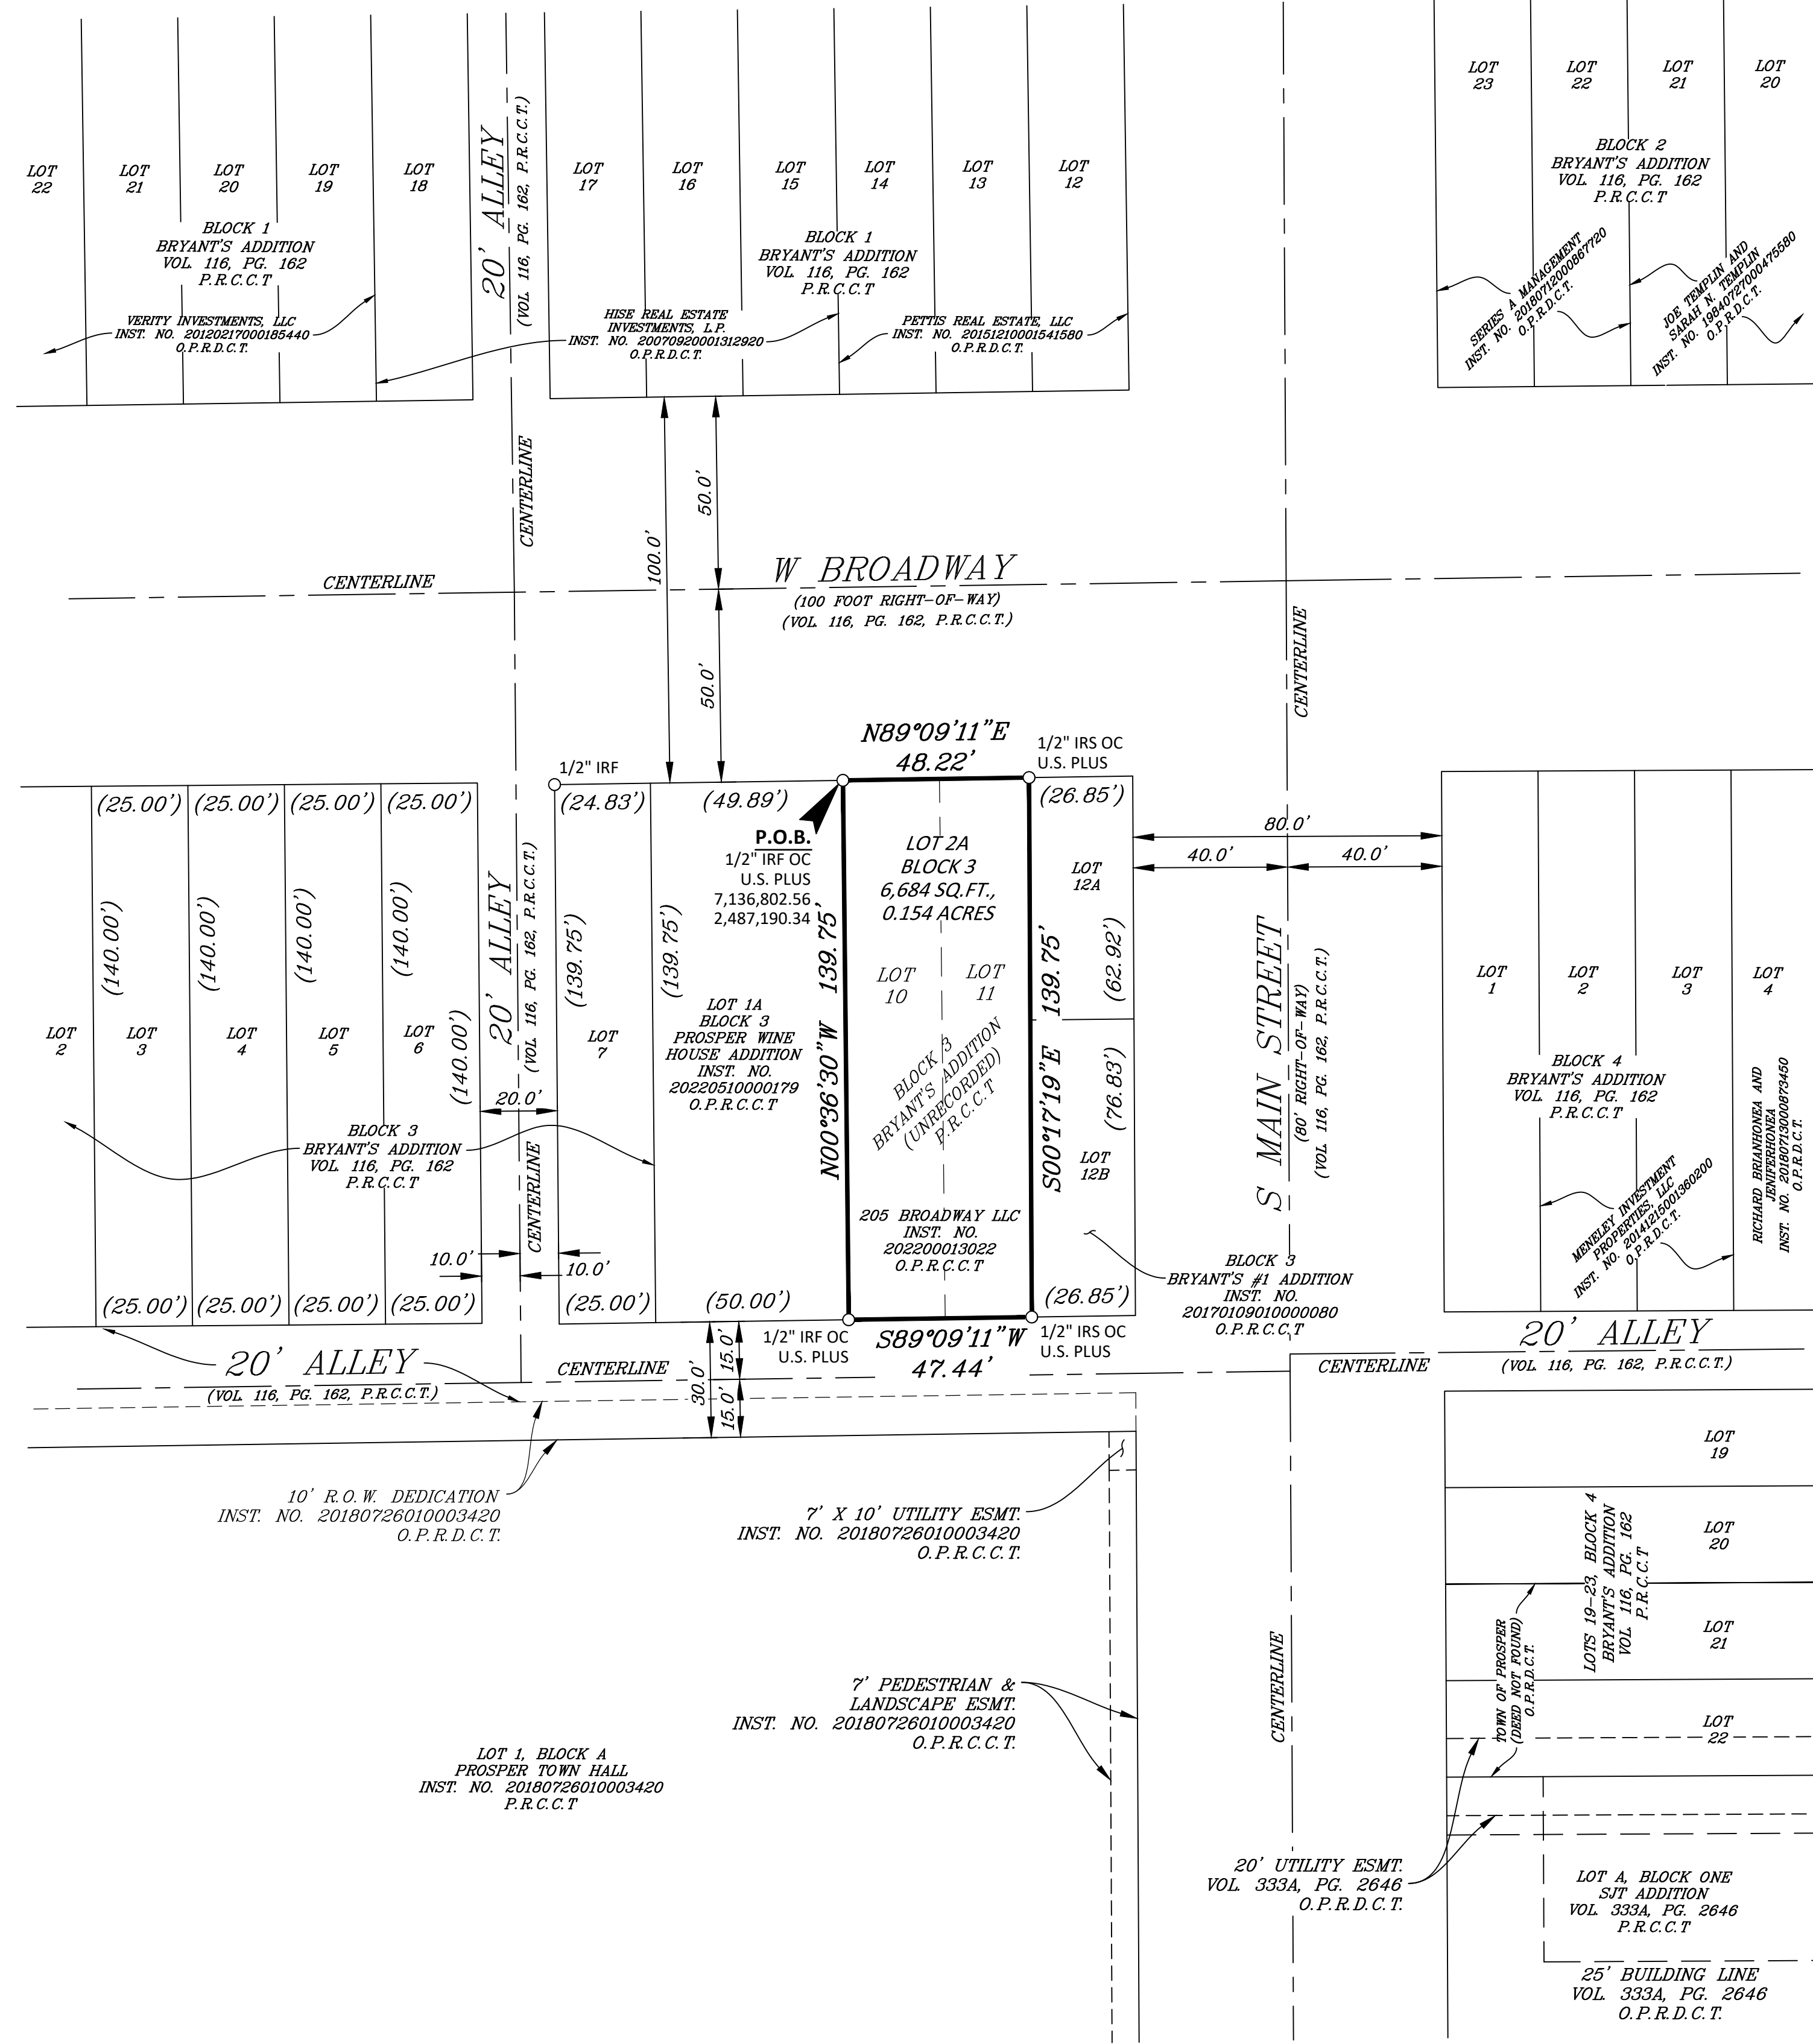 LOT
22
LOT
21
LOT
20
LOT
19
LOT
18
BLOCK 1
BRYANT'S ADDITION
VOL. 116, PG. 162
P.R.C.C.T
VERITY INVESTMENTS, LLC
INST. NO. 20120217000185440
O.P.R.D.C.T.
20' ALLEY
(VOL. 116, PG. 162, P.R.C.C.T.)
CENTERLINE
LOT
17
LOT
16
LOT
15
LOT
14
LOT
13
LOT
12
BLOCK 1
BRYANT'S ADDITION
VOL. 116, PG. 162
P.R.C.C.T
HISE REAL ESTATE
INVESTMENTS, L.P.
INST. NO. 20070920001312920
O.P.R.D.C.T.
PETTIS REAL ESTATE, LLC
INST. NO. 20151210001541580
O.P.R.D.C.T.
LOT
23
LOT
22
LOT
21
LOT
20
BLOCK 2
BRYANT'S ADDITION
VOL. 116, PG. 162
P.R.C.C.T
SERIES A MANAGEMENT
INST. NO. 20180712000867720
O.P.R.D.C.T.
JOE TEMPLIN AND
SARAH N. TEMPLIN
INST. NO. 19840727000475580
O.P.R.D.C.T.
100.0'
50.0'
50.0'
CENTERLINE
W BROADWAY
(100 FOOT RIGHT-OF-WAY)
(VOL. 116, PG. 162, P.R.C.C.T.)
CENTERLINE
1/2" IRF
N89°09'11"E
48.22'
1/2" IRS OC
U.S. PLUS
(25.00')
(25.00')
(25.00')
(25.00')
(24.83')
(49.89')
(26.85')
P.O.B.
1/2" IRF OC
U.S. PLUS
7,136,802.56
2,487,190.34
LOT 2A
BLOCK 3
6,684 SQ.FT.,
0.154 ACRES
LOT
12A
80.0'
40.0'
40.0'
(140.00')
(140.00')
(140.00')
(140.00')
(140.00')
20' ALLEY
(VOL. 116, PG. 162, P.R.C.C.T.)
(139.75')
(139.75')
N00°36'30"W 139.75'
LOT
10
LOT
11
S00°17'19"E 139.75'
(62.92')
(76.83')
LOT
2
LOT
3
LOT
4
LOT
5
LOT
6
LOT
7
LOT 1A
BLOCK 3
PROSPER WINE
HOUSE ADDITION
INST. NO.
20220510000179
O.P.R.C.C.T
BLOCK 3
BRYANT'S ADDITION
(UNRECORDED)
P.R.C.C.T
LOT
12B
S MAIN STREET
(80' RIGHT-OF-WAY)
(VOL. 116, PG. 162, P.R.C.C.T.)
LOT
1
LOT
2
LOT
3
LOT
4
BLOCK 4
BRYANT'S ADDITION
VOL. 116, PG. 162
P.R.C.C.T
MENELEY INVESTMENT
PROPERTIES, LLC
INST. NO. 20141215001360200
O.P.R.D.C.T.
RICHARD BRIANHONEA AND
JENIFERHONEA
INST. NO. 20180713000873450
O.P.R.D.C.T.
20.0'
BLOCK 3
BRYANT'S ADDITION
VOL. 116, PG. 162
P.R.C.C.T
CENTERLINE
10.0'
10.0'
205 BROADWAY LLC
INST. NO.
202200013022
O.P.R.C.C.T
BLOCK 3
BRYANT'S #1 ADDITION
INST. NO.
20170109010000080
O.P.R.C.C.T
(25.00')
(25.00')
(25.00')
(25.00')
(25.00')
(50.00')
(26.85')
1/2" IRF OC
U.S. PLUS
S89°09'11"W
47.44'
1/2" IRS OC
U.S. PLUS
20' ALLEY
(VOL. 116, PG. 162, P.R.C.C.T.)
CENTERLINE
30.0'
15.0'
15.0'
CENTERLINE
20' ALLEY
(VOL. 116, PG. 162, P.R.C.C.T.)
10' R.O.W. DEDICATION
INST. NO. 20180726010003420
O.P.R.D.C.T.
7' X 10' UTILITY ESMT.
INST. NO. 20180726010003420
O.P.R.C.C.T.
LOT
19
LOT
20
LOT
21
LOT
22
LOTS 19-23, BLOCK 4
BRYANT'S ADDITION
VOL. 116, PG. 162
P.R.C.C.T
TOWN OF PROSPER
(DEED NOT FOUND)
O.P.R.D.C.T.
CENTERLINE
7' PEDESTRIAN &
LANDSCAPE ESMT.
INST. NO. 20180726010003420
O.P.R.C.C.T.
LOT 1, BLOCK A
PROSPER TOWN HALL
INST. NO. 20180726010003420
P.R.C.C.T
20' UTILITY ESMT.
VOL. 333A, PG. 2646
O.P.R.D.C.T.
LOT A, BLOCK ONE
SJT ADDITION
VOL. 333A, PG. 2646
P.R.C.C.T
25' BUILDING LINE
VOL. 333A, PG. 2646
O.P.R.D.C.T.